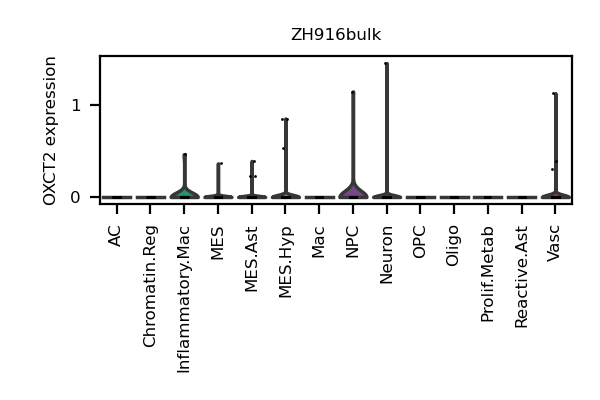 ZH916bulk
OXCT2 expression
1
0
AC
Chromatin.Reg
Inflammatory.Mac
MES
MES.Ast
MES.Hyp
Mac
NPC
Neuron
OPC
Oligo
Prolif.Metab
Reactive.Ast
Vasc